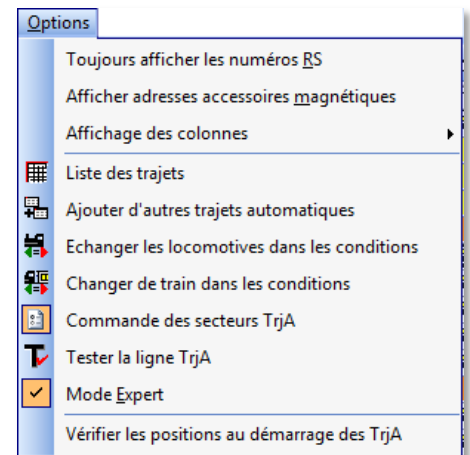 Options
Toujours afficher les numéros RS
Afficher adresses accessoires magnétiques
Affichage des colonnes
Liste des trajets
Ajouter d'autres trajets automatiques
Echanger les locomotives dans les conditions
Changer de train dans les conditions
Commande des secteurs TrjA
Tester la ligne TrjA
Mode Expert
Vérifier les positions au démarrage des TrjA